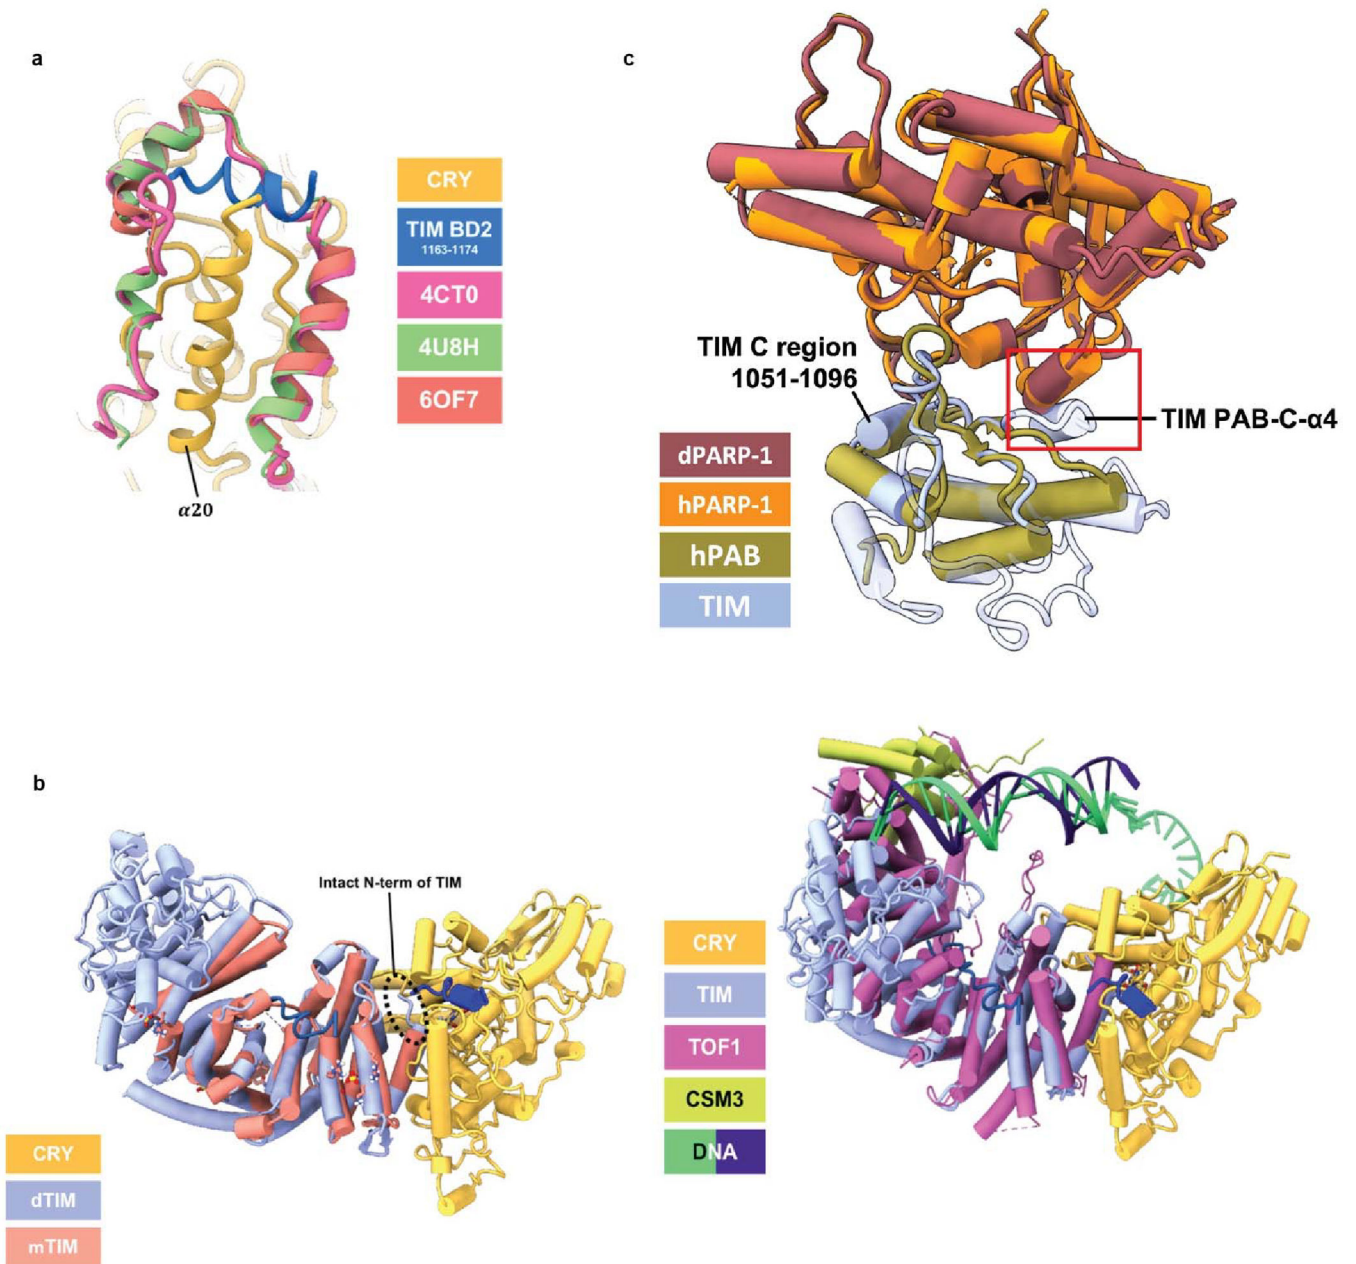 a
CRY
TIM BD2
1163-1174
4CT0
4U8H
6OF7
α20
c
TIM C region
1051-1096
TIM PAB-C-α4
dPARP-1
hPARP-1
hPAB
TIM
b
Intact N-term of TIM
CRY
dTIM
mTIM
CRY
TIM
TOF1
CSM3
DNA